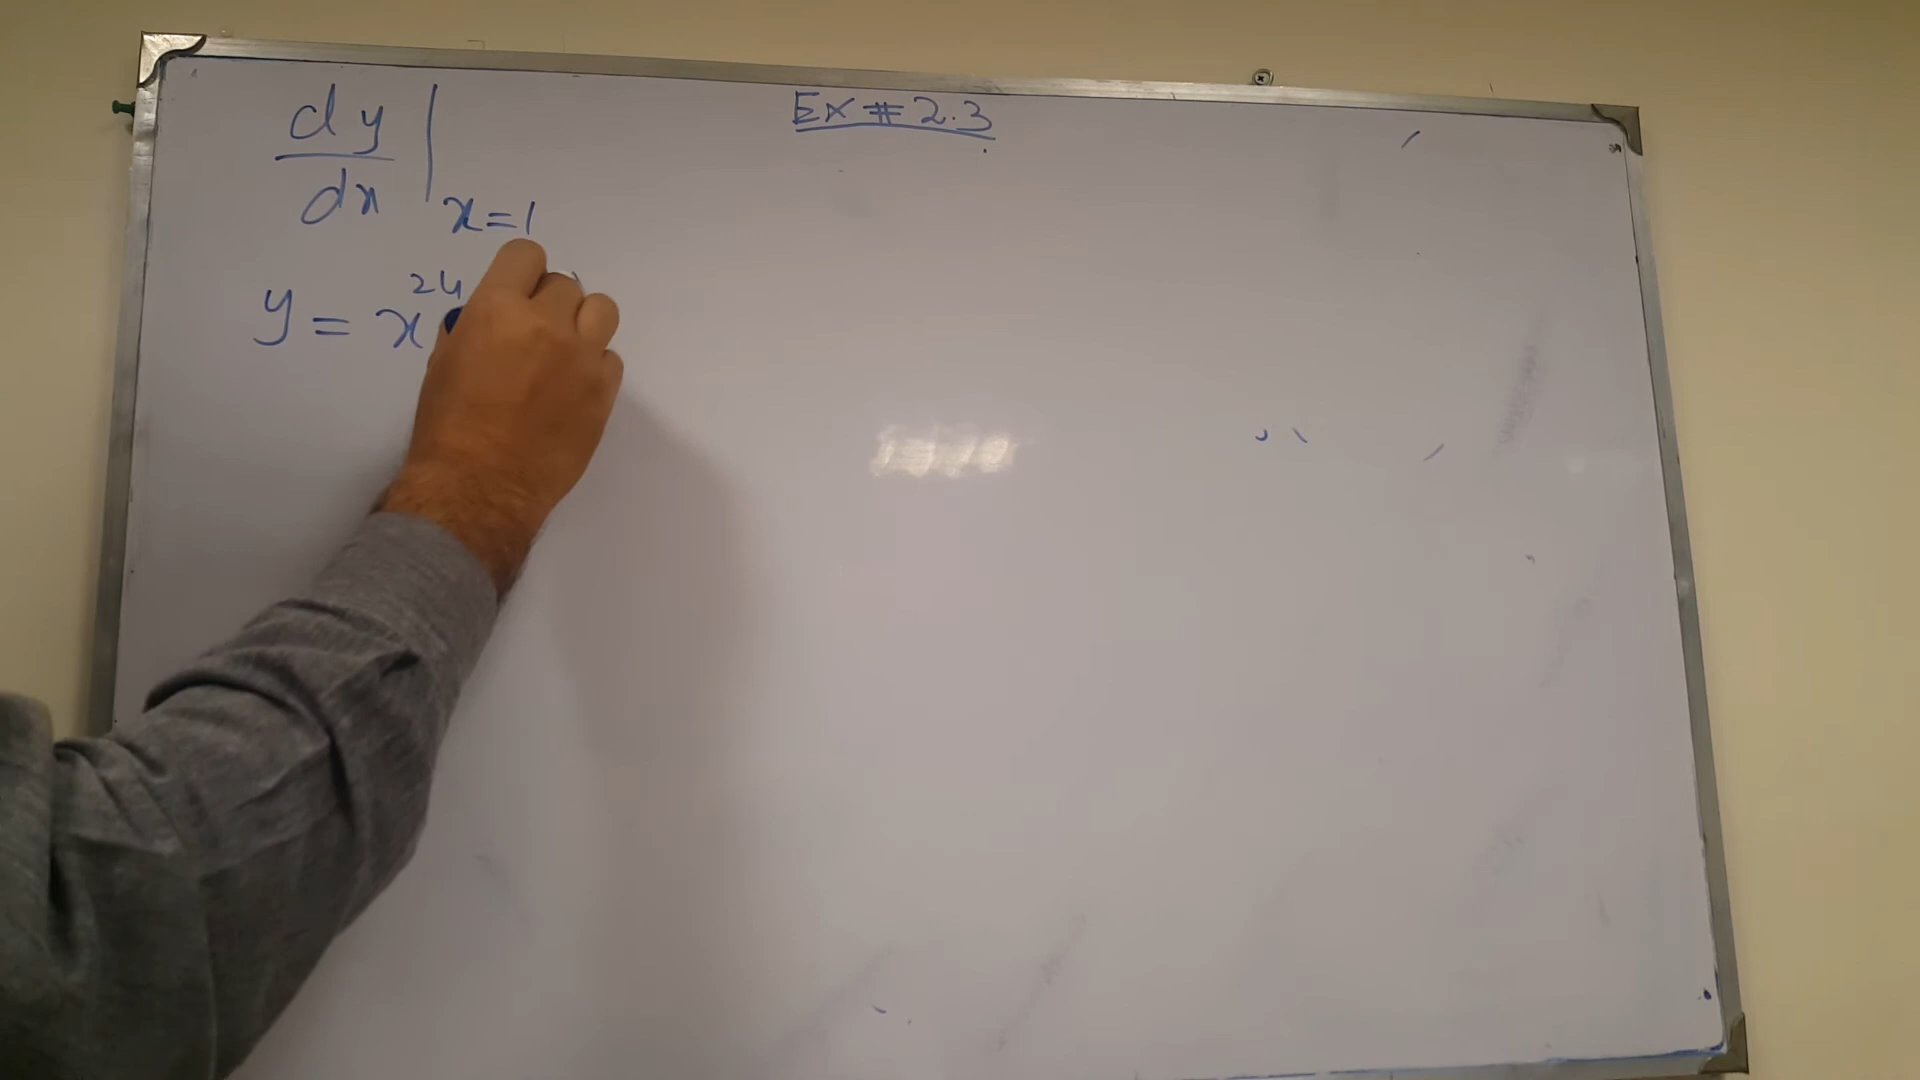 Ex # 2.3
dy
dx
x=1
y = x^24